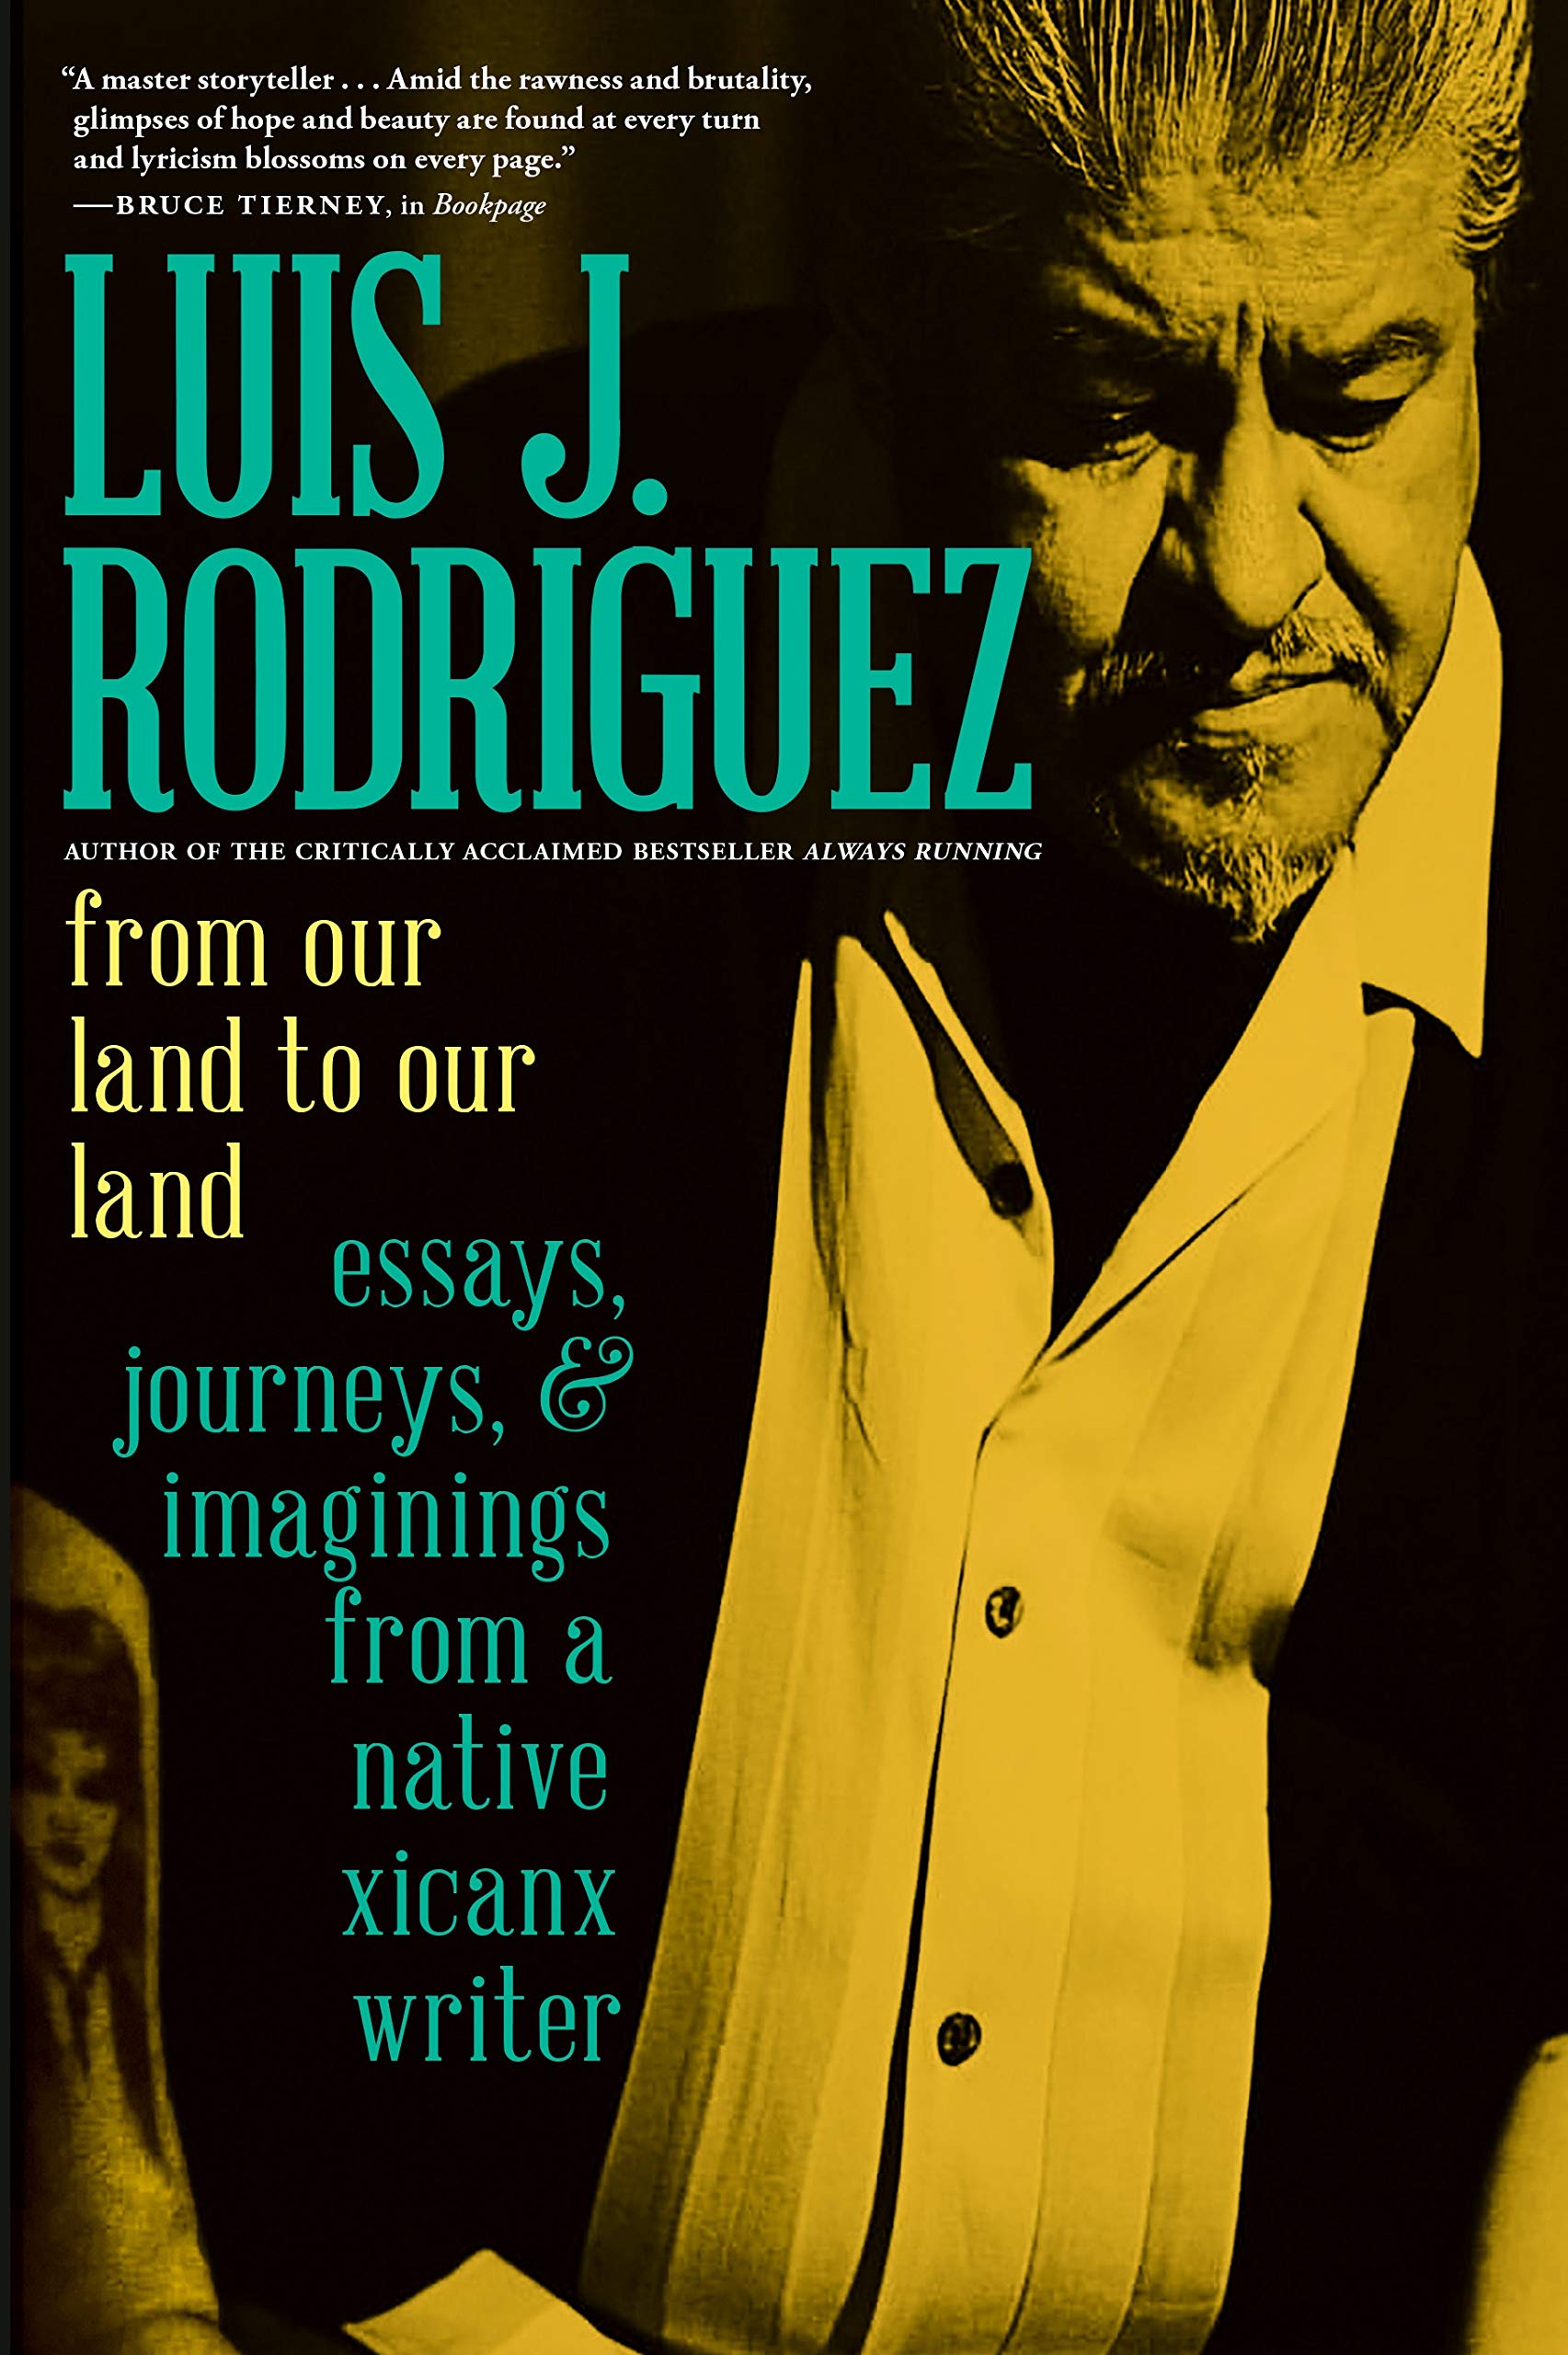 “A master storyteller . . . Amid the rawness and brutality,
glimpses of hope and beauty are found at every turn
and lyricism blossoms on every page.”
—BRUCE TIERNEY, in Bookpage
LUIS J.
RODRIGUEZ
AUTHOR OF THE CRITICALLY ACCLAIMED BESTSELLER ALWAYS RUNNING
from our
land to our
land
essays,
journeys, &
imaginings
from a
native
xicanx
writer